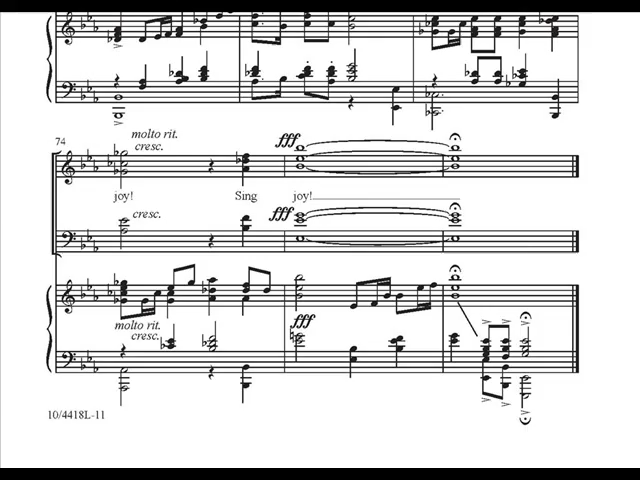 74
molto rit.
cresc.
fff
joy! Sing joy!
cresc.
fff
molto rit.
cresc.
fff
10/4418L-11